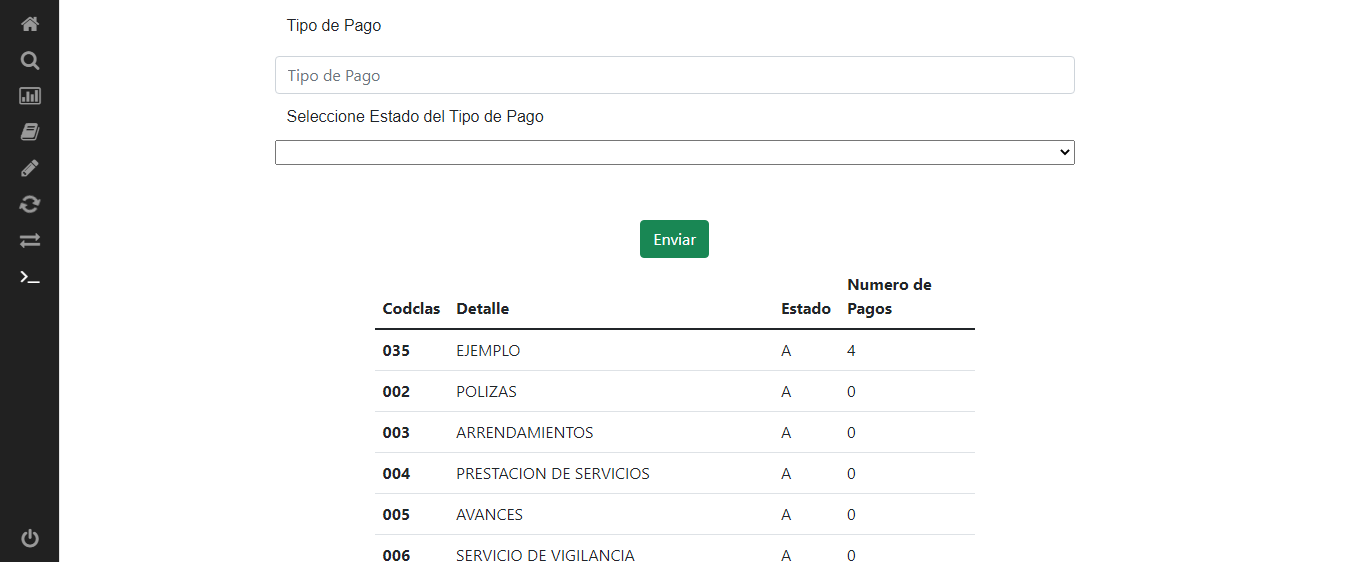 Tipo de Pago
Tipo de Pago
Seleccione Estado del Tipo de Pago
Enviar
Codclas Detalle Estado Numero de
Pagos
035 EJEMPLO A 4
002 POLIZAS A 0
003 ARRENDAMIENTOS A 0
004 PRESTACION DE SERVICIOS A 0
005 AVANCES A 0
006 SERVICIO DE VIGILANCIA A 0